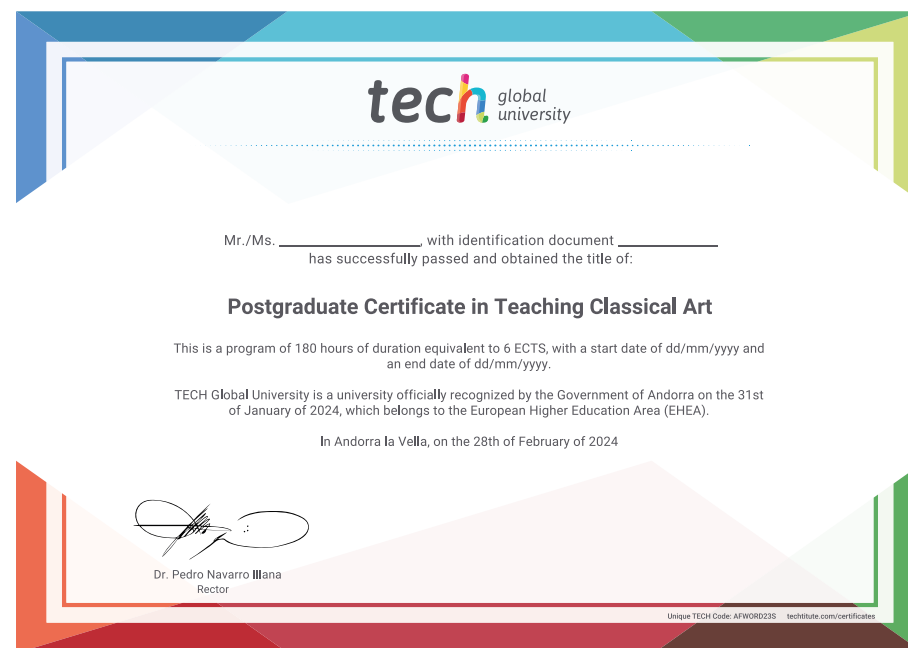 tech global
university
Mr./Ms. ____________________, with identification document ______________
has successfully passed and obtained the title of:
Postgraduate Certificate in Teaching Classical Art
This is a program of 180 hours of duration equivalent to 6 ECTS, with a start date of dd/mm/yyyy and
an end date of dd/mm/yyyy.
TECH Global University is a university officially recognized by the Government of Andorra on the 31st
of January of 2024, which belongs to the European Higher Education Area (EHEA).
In Andorra la Vella, on the 28th of February of 2024
Dr. Pedro Navarro Illana
Rector
Unique TECH Code: AFWORD23S techtitute.com/certificates